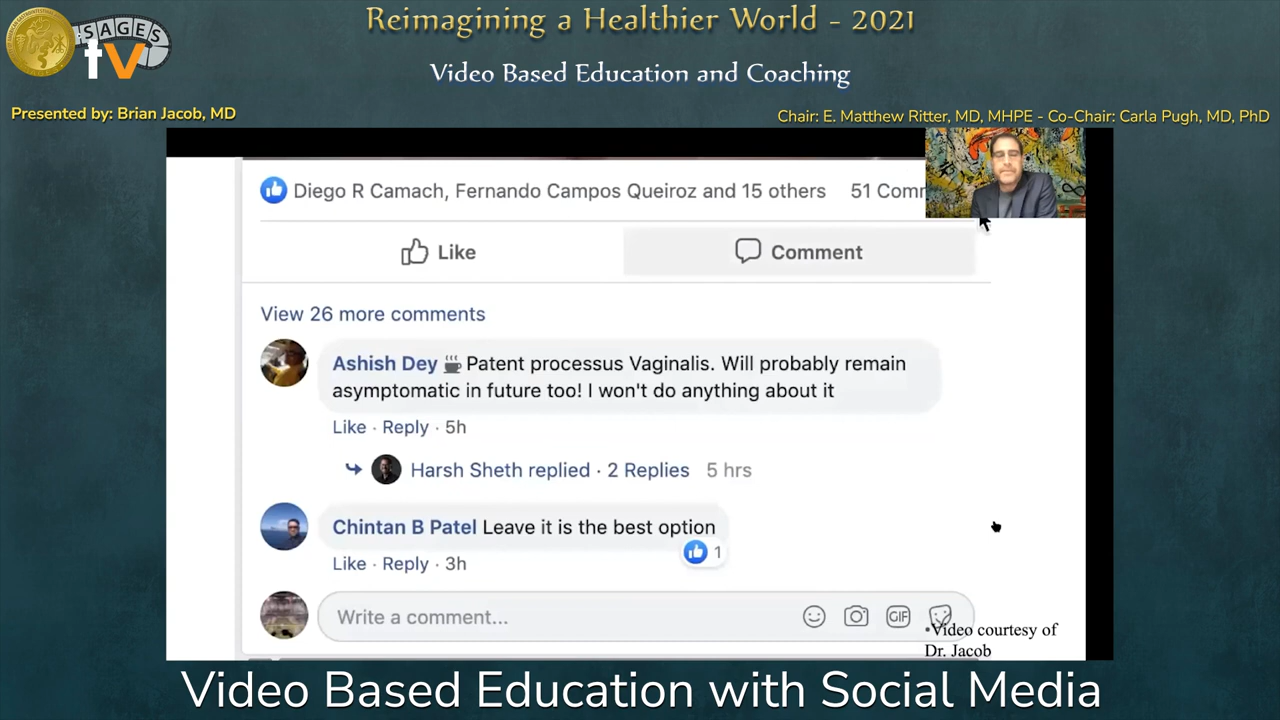 Reimagining a Healthier World - 2021
SAGES
tv
Video Based Education and Coaching
Presented by: Brian Jacob, MD
Chair: E. Matthew Ritter, MD, MHPE - Co-Chair: Carla Pugh, MD, PhD
Diego R Camach, Fernando Campos Queiroz and 15 others 51 Comm
Like Comment
View 26 more comments
Ashish Dey ☕ Patent processus Vaginalis. Will probably remain
asymptomatic in future too! I won't do anything about it
Like · Reply · 5h
Harsh Sheth replied · 2 Replies 5 hrs
Chintan B Patel Leave it is the best option
1
Like · Reply · 3h
Write a comment...
GIF
•Video courtesy of
Dr. Jacob
Video Based Education with Social Media